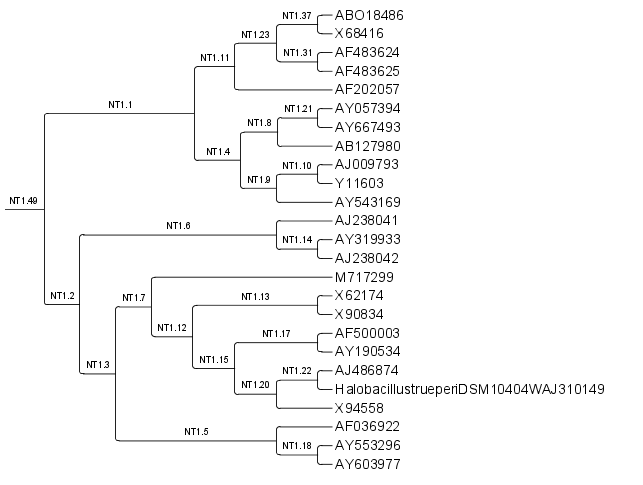 NT1.37
ABO18486
X68416
NT1.23
NT1.31
AF483624
AF483625
NT1.11
AF202057
NT1.1
NT1.21
AY057394
AY667493
NT1.8
AB127980
NT1.4
NT1.10
AJ009793
Y11603
NT1.9
AY543169
NT1.49
NT1.6
AJ238041
NT1.14
AY319933
AJ238042
NT1.2
M717299
NT1.7
NT1.13
X62174
X90834
NT1.12
NT1.17
AF500003
AY190534
NT1.15
NT1.22
AJ486874
HalobacillustrueperiDSM10404WAJ310149
NT1.20
X94558
NT1.3
NT1.5
AF036922
NT1.18
AY553296
AY603977